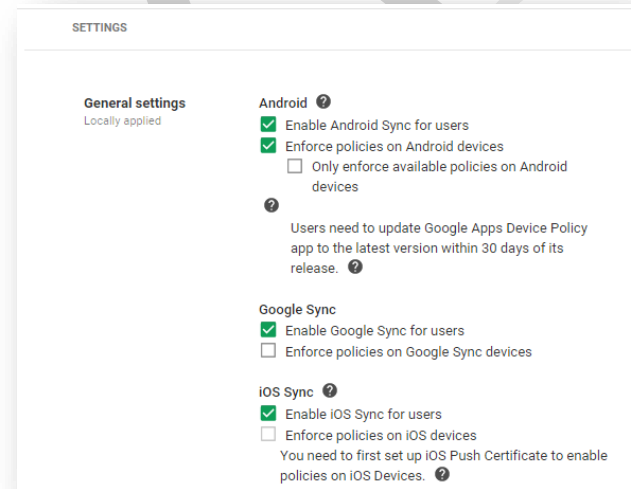 SETTINGS
General settings
Locally applied
Android
Enable Android Sync for users
Enforce policies on Android devices
Only enforce available policies on Android
devices
Users need to update Google Apps Device Policy
app to the latest version within 30 days of its
release.
Google Sync
Enable Google Sync for users
Enforce policies on Google Sync devices
iOS Sync
Enable iOS Sync for users
Enforce policies on iOS devices
You need to first set up iOS Push Certificate to enable
policies on iOS Devices.